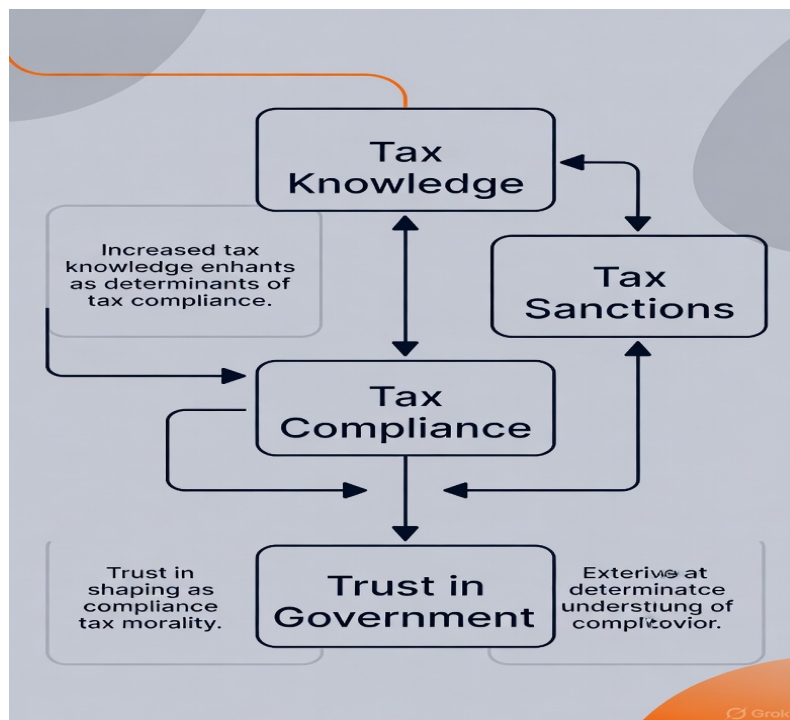 Tax
Knowledge
Increased tax
knowledge enhants
as determinants of
tax compliance.
Tax
Sanctions
Tax
Compliance
Trust in
shaping as
compliance
tax morality.
Trust in
Government
at
determinatce
of
Grok